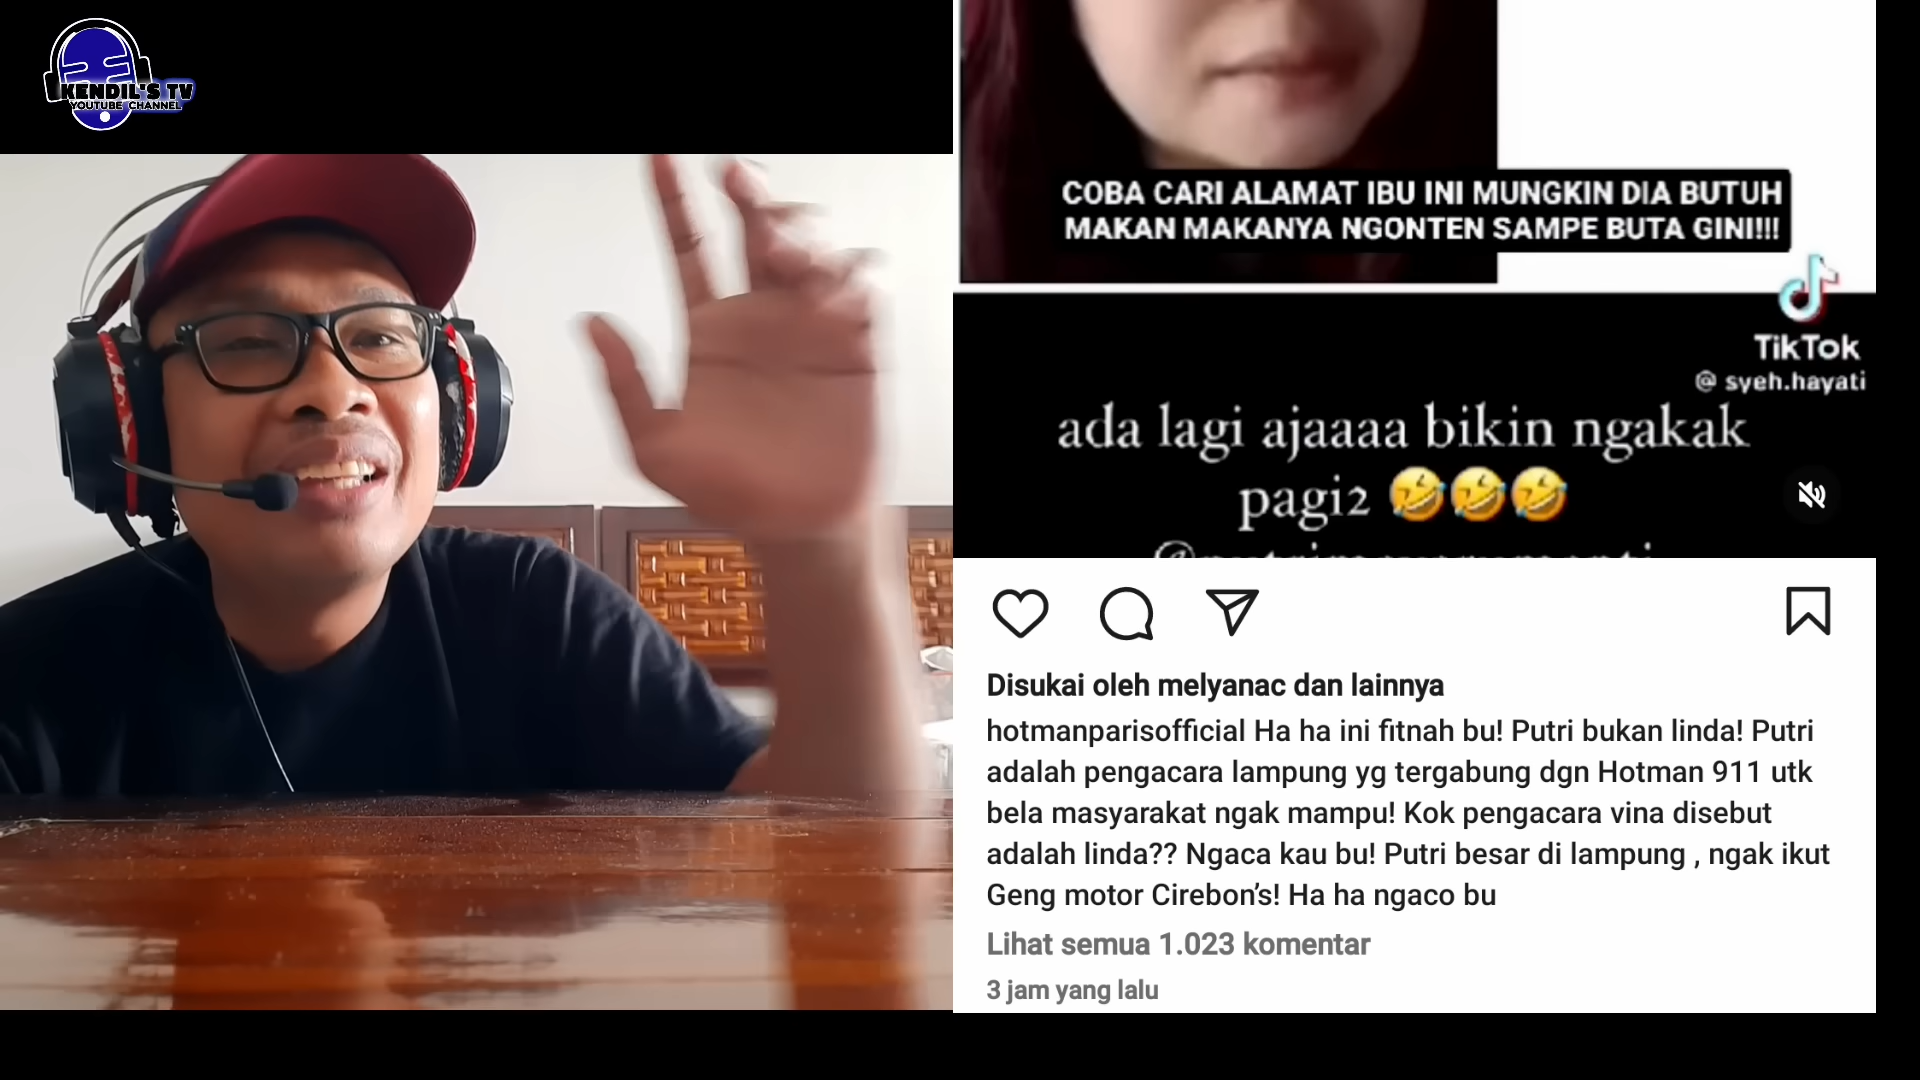 KENDIL'S TV
YOUTUBE CHANNEL
COBA CARI ALAMAT IBU INI MUNGKIN DIA BUTUH
MAKAN MAKANYA NGONTEN SAMPE BUTA GINI!!!
TikTok
@ syeh.hayati
ada lagi ajaaaa bikin ngakak
pagi2 🤣🤣🤣
Disukai oleh melyanac dan lainnya
hotmanparisofficial Ha ha ini fitnah bu! Putri bukan linda! Putri
adalah pengacara lampung yg tergabung dgn Hotman 911 utk
bela masyarakat ngak mampu! Kok pengacara vina disebut
adalah linda?? Ngaca kau bu! Putri besar di lampung , ngak ikut
Geng motor Cirebon’s! Ha ha ngaco bu
Lihat semua 1.023 komentar
3 jam yang lalu